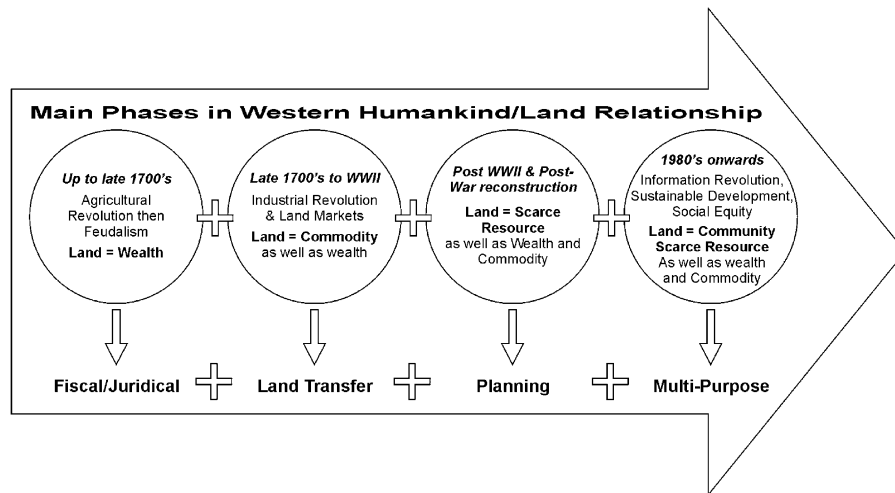 Main Phases in Western Humankind/Land Relationship
Up to late 1700's
Agricultural
Revolution then
Feudalism
Land = Wealth
Late 1700's to WWII
Industrial Revolution
& Land Markets
Land = Commodity
as well as wealth
Post WWII & Post-
War reconstruction
Land = Scarce
Resource
as well as Wealth and
Commodity
1980's onwards
Information Revolution,
Sustainable Development,
Social Equity
Land = Community
Scarce Resource
As well as wealth
and Commodity
Fiscal/Juridical
Land Transfer
Planning
Multi-Purpose